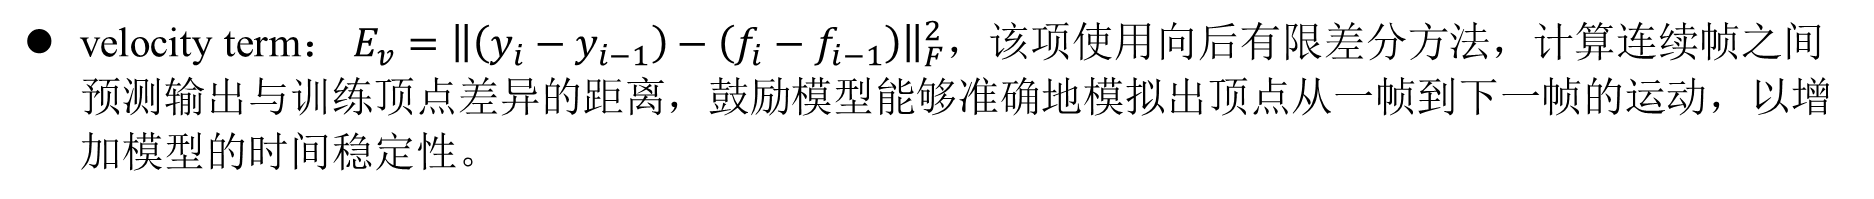 ● velocity term： $E_v = \|(y_i - y_{i-1}) - (f_i - f_{i-1})\|_F^2$，该项使用向后有限差分方法，计算连续帧之间
预测输出与训练顶点差异的距离，鼓励模型能够准确地模拟出顶点从一帧到下一帧的运动，以增
加模型的时间稳定性。